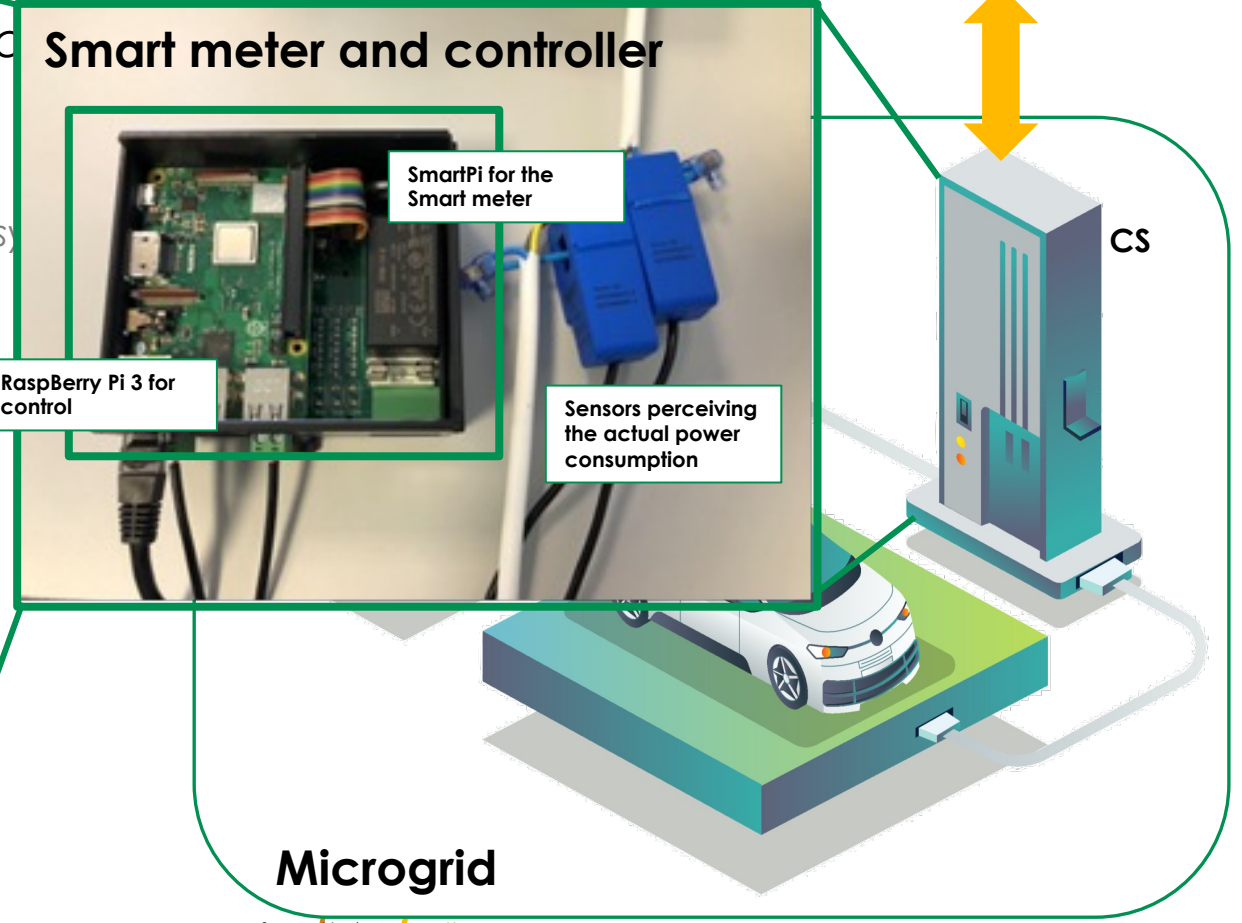 Smart meter and controller
SmartPi for the
Smart meter
CS
RaspBerry Pi 3 for
control
Sensors perceiving
the actual power
consumption
Microgrid